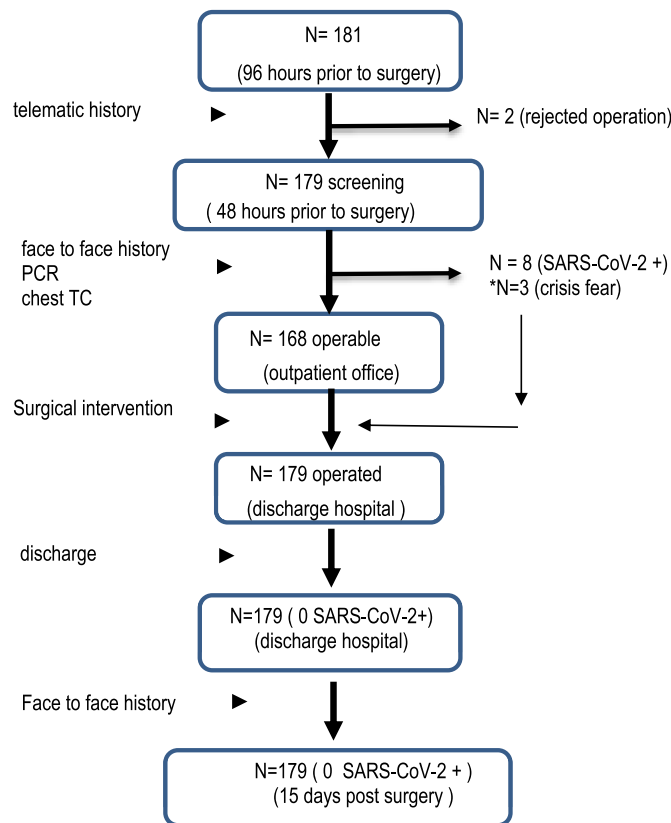 N= 181
(96 hours prior to surgery)
telematic history
N= 2 (rejected operation)
N= 179 screening
( 48 hours prior to surgery)
face to face history
PCR
chest TC
N = 8 (SARS-CoV-2 +)
*N=3 (crisis fear)
N= 168 operable
(outpatient office)
Surgical intervention
N= 179 operated
(discharge hospital )
discharge
N=179 ( 0 SARS-CoV-2+)
(discharge hospital)
Face to face history
N=179 ( 0 SARS-CoV-2 + )
(15 days post surgery )